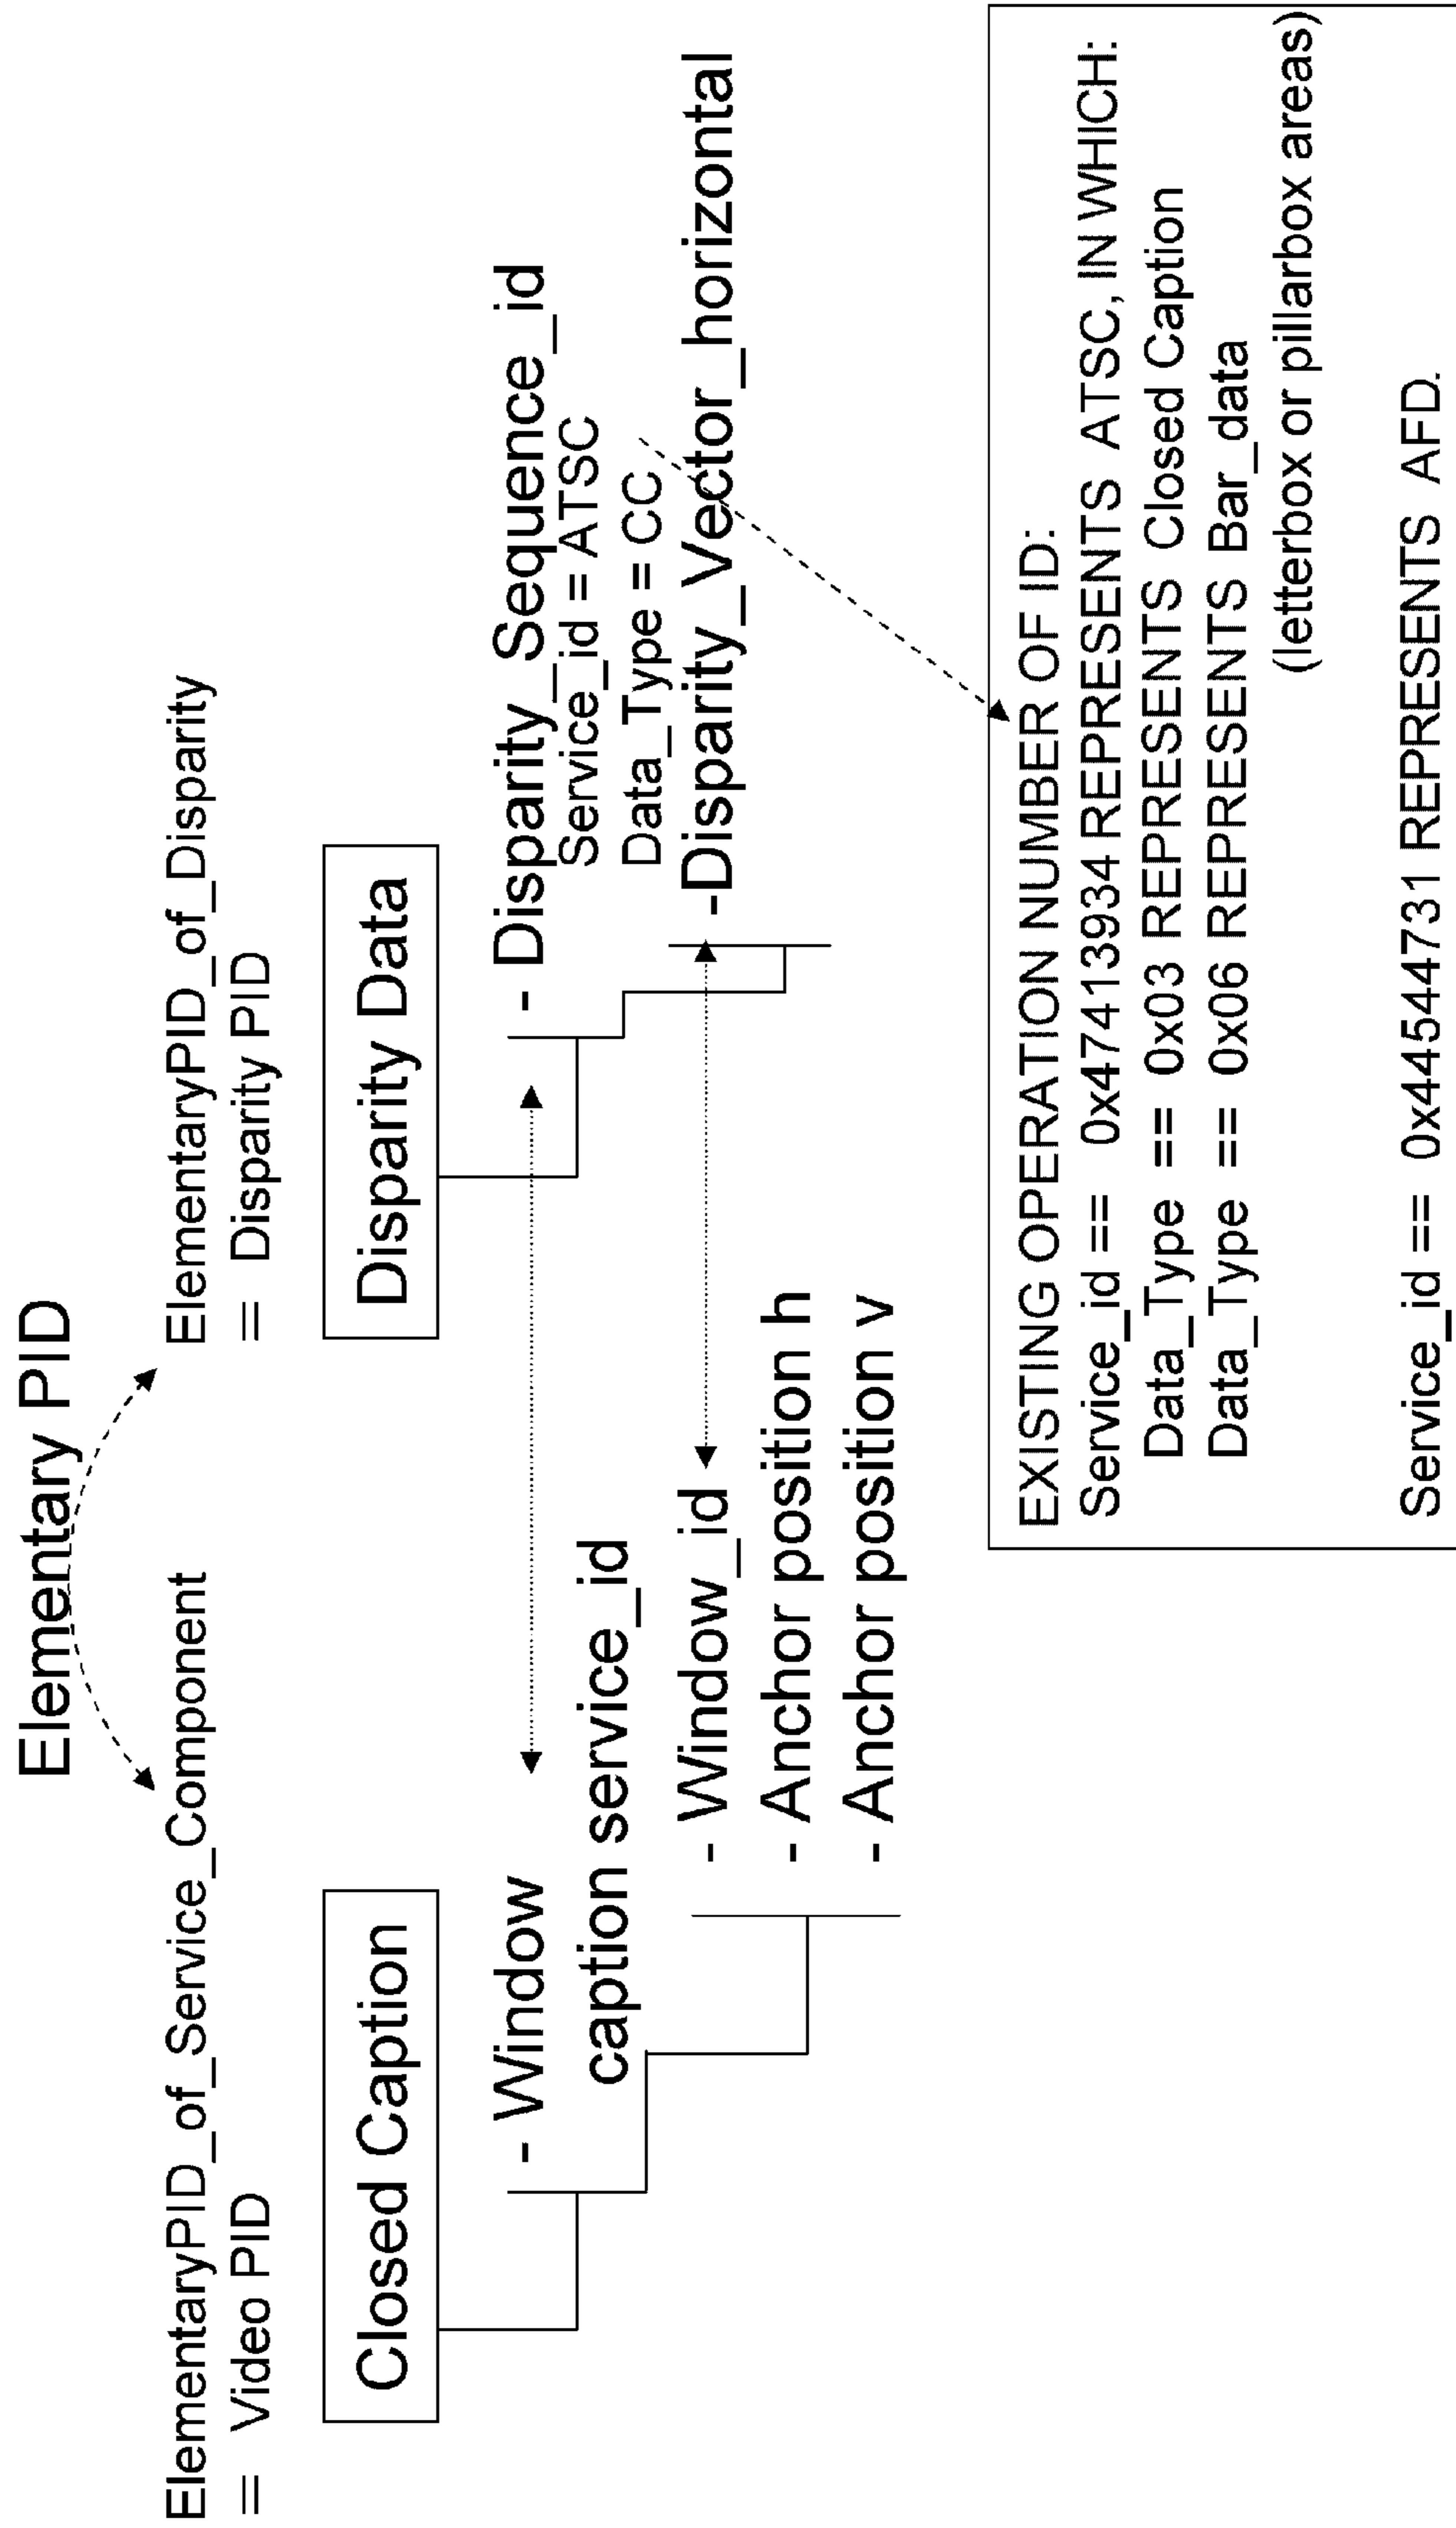 Elementary PID
ElementaryPID_of_Service_Component
= Video PID
ElementaryPID_of_Disparity
= Disparity PID
Closed Caption
- Window
caption service_id
- Window_id
- Anchor position h
- Anchor position v
Disparity Data
- Disparity_Sequence_id
Service_id = ATSC
Data_Type = CC
-Disparity_Vector_horizontal
EXISTING OPERATION NUMBER OF ID:
Service_id == 0x47413934 REPRESENTS ATSC, IN WHICH:
Data_Type == 0x03 REPRESENTS Closed Caption
Data_Type == 0x06 REPRESENTS Bar_data
(letterbox or pillarbox areas)
Service_id == 0x44544731 REPRESENTS AFD.